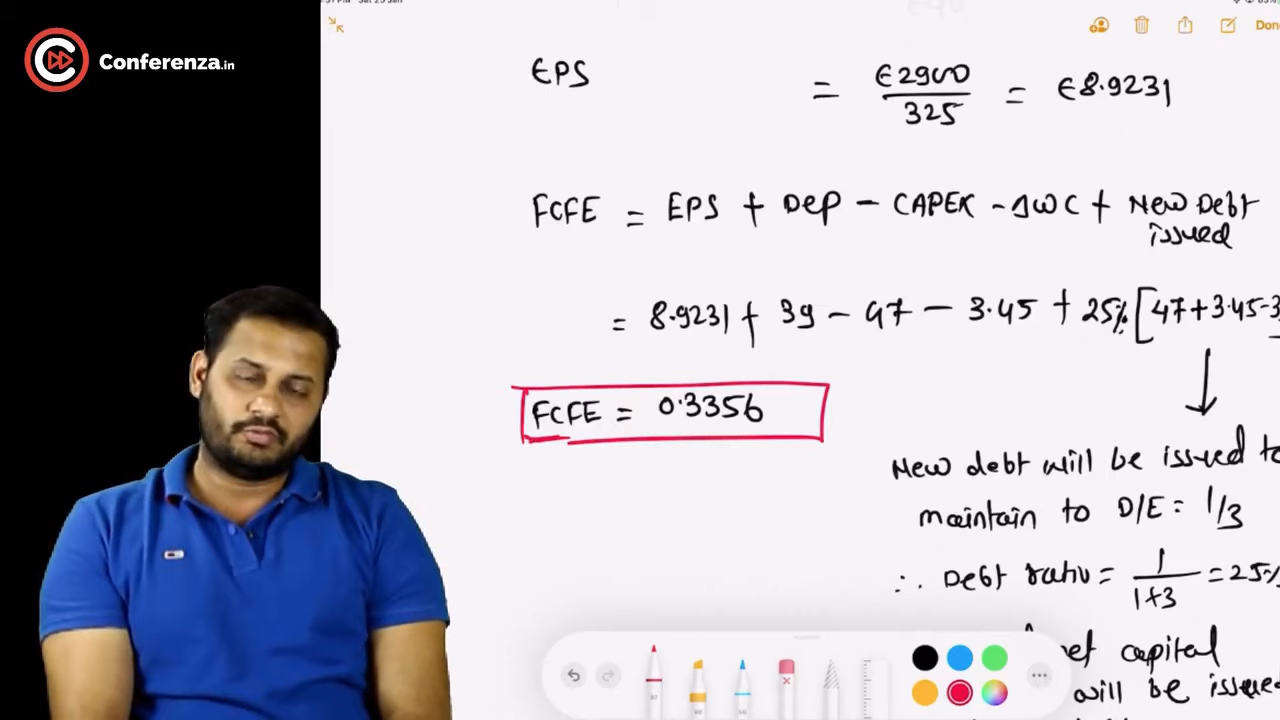 Conferenza.in
Done
EPS = €2900 / 325 = €8.9231
FCFE = EPS + Dep - CAPEX - ΔWC + New Debt
issued
= 8.9231 + 39 - 47 - 3.45 + 25% [47+3.45-3
FCFE = 0.3356
New debt will be issued to
maintain to D/E = 1/3
∴ Debt ratio = 1 / 1+3 = 25%
net capital
will be issued